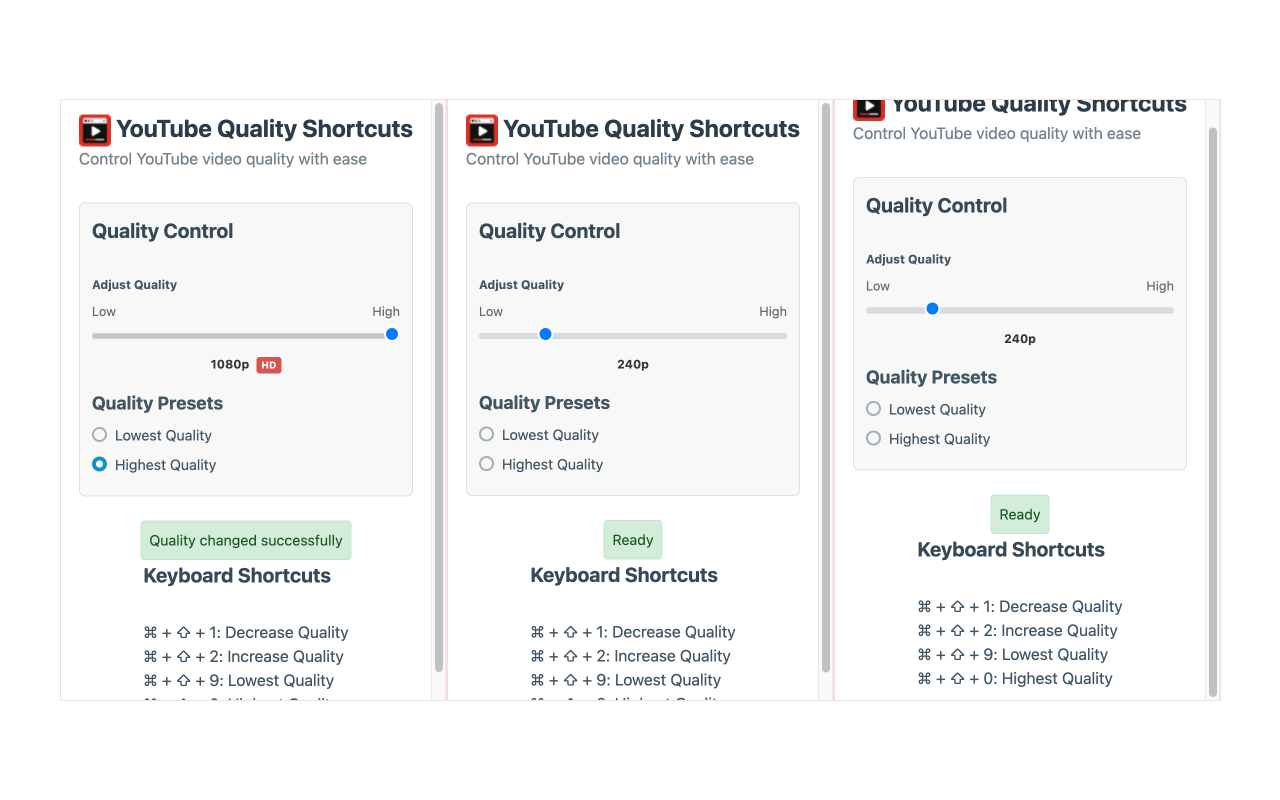 YouTube Quality Shortcuts
Control YouTube video quality with ease
Quality Control
Adjust Quality
Low High
1080p HD
Quality Presets
Lowest Quality
Highest Quality
Quality changed successfully
Keyboard Shortcuts
⌘ + ⇧ + 1: Decrease Quality
⌘ + ⇧ + 2: Increase Quality
⌘ + ⇧ + 9: Lowest Quality
YouTube Quality Shortcuts
Control YouTube video quality with ease
Quality Control
Adjust Quality
Low High
240p
Quality Presets
Lowest Quality
Highest Quality
Ready
Keyboard Shortcuts
⌘ + ⇧ + 1: Decrease Quality
⌘ + ⇧ + 2: Increase Quality
⌘ + ⇧ + 9: Lowest Quality
YouTube Quality Shortcuts
Control YouTube video quality with ease
Quality Control
Adjust Quality
Low High
240p
Quality Presets
Lowest Quality
Highest Quality
Ready
Keyboard Shortcuts
⌘ + ⇧ + 1: Decrease Quality
⌘ + ⇧ + 2: Increase Quality
⌘ + ⇧ + 9: Lowest Quality
⌘ + ⇧ + 0: Highest Quality